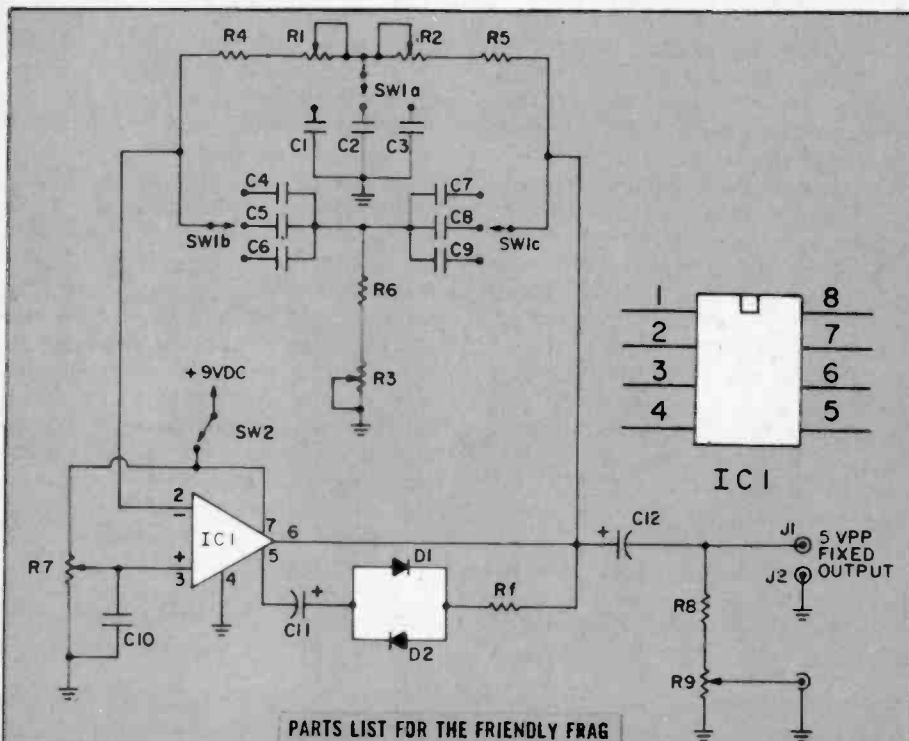 R4
R1
R2
R5
SW1a
C1
C2
C3
C4
C5
C6
C7
C8
C9
SW1b
SW1c
R6
R3
+9VDC
SW2
R7
C10
2
−
+
3
IC1
7
6
5
4
C11
+
D1
D2
Rf
+
C12
J1
5 VPP
FIXED
OUTPUT
J2
R8
R9
1
2
3
4
8
7
6
5
IC1
PARTS LIST FOR THE FRIENDLY FRAG